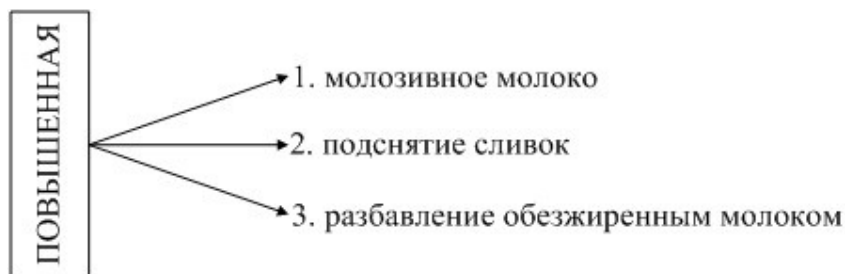 ПОВЫШЕННАЯ
1. молозивное молоко
2. подснятие сливок
3. разбавление обезжиренным молоком